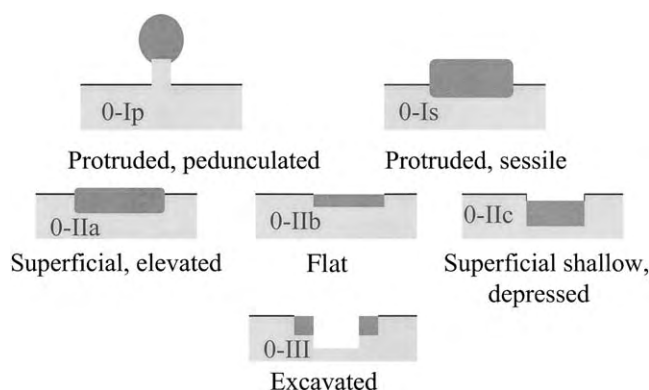 0-Ip
0-Is
Protruded, pedunculated
Protruded, sessile
0-IIa
0-IIb
0-IIc
Superficial, elevated
Flat
Superficial shallow,
depressed
0-III
Excavated